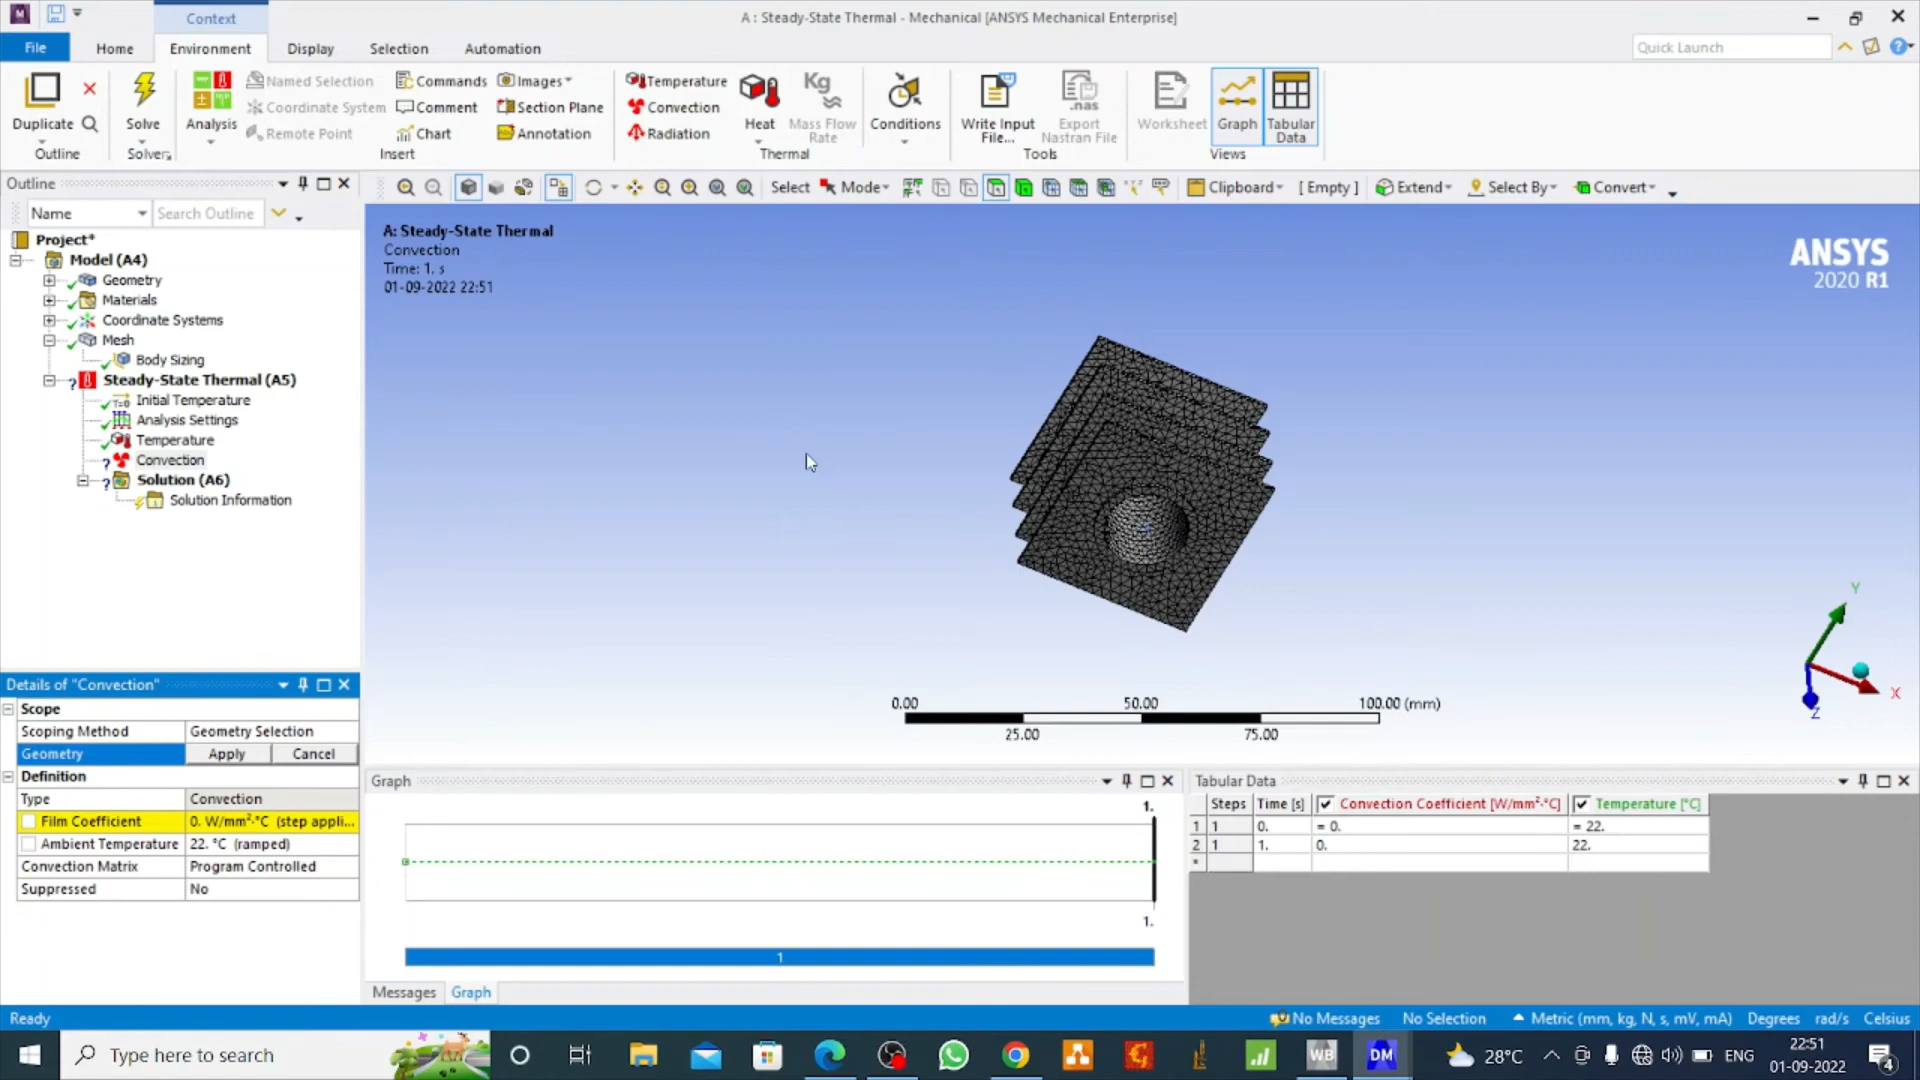 Context
A : Steady-State Thermal - Mechanical [ANSYS Mechanical Enterprise]
File
Home
Environment
Display
Selection
Automation
Quick Launch
Duplicate
Outline
Solve
Solver
Analysis
Named Selection
Coordinate System
Remote Point
Commands
Comment
Chart
Images
Section Plane
Annotation
Insert
Temperature
Convection
Radiation
Heat
Kg
Mass Flow
Rate
Thermal
Conditions
Write Input
File...
.nas
Export
Nastran File
Tools
Worksheet
Graph
Tabular
Data
Views
Outline
Name
Search Outline
Select
Mode
Clipboard
[ Empty ]
Extend
Select By
Convert
Project*
Model (A4)
Geometry
Materials
Coordinate Systems
Mesh
Body Sizing
Steady-State Thermal (A5)
Initial Temperature
Analysis Settings
Temperature
Convection
Solution (A6)
Solution Information
A: Steady-State Thermal
Convection
Time: 1. s
01-09-2022 22:51
ANSYS
2020 R1
Y
X
Z
0.00
50.00
100.00 (mm)
25.00
75.00
Details of "Convection"
Scope
Scoping Method
Geometry Selection
Geometry
Apply
Cancel
Definition
Type
Convection
Film Coefficient
0. W/mm²·°C (step appli...
Ambient Temperature
22. °C (ramped)
Convection Matrix
Program Controlled
Suppressed
No
Graph
1.
1.
1
Messages
Graph
Tabular Data
Steps
Time [s]
Convection Coefficient [W/mm²·°C]
Temperature [°C]
1
1
0.
= 0.
= 22.
2
1
1.
0.
22.
*
Ready
No Messages
No Selection
Metric (mm, kg, N, s, mV, mA)
Degrees
rad/s
Celsius
Type here to search
WB
DM
28°C
ENG
22:51
01-09-2022
4